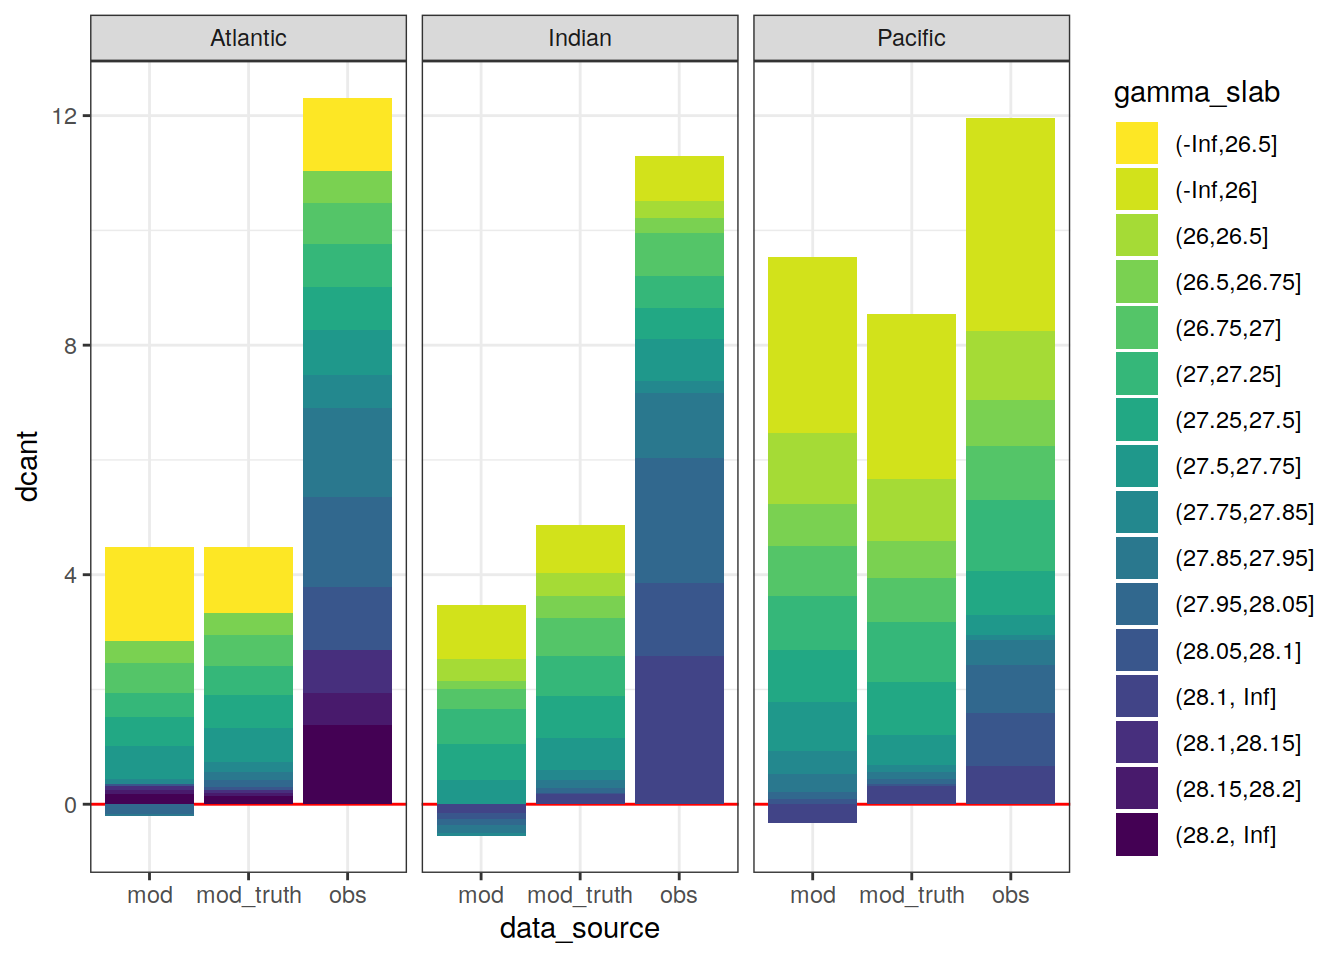 Atlantic
Indian
Pacific
12
8
4
0
dcant
mod mod_truth obs
mod mod_truth obs
mod mod_truth obs
data_source
gamma_slab
(-Inf,26.5]
(-Inf,26]
(26,26.5]
(26.5,26.75]
(26.75,27]
(27,27.25]
(27.25,27.5]
(27.5,27.75]
(27.75,27.85]
(27.85,27.95]
(27.95,28.05]
(28.05,28.1]
(28.1, Inf]
(28.1,28.15]
(28.15,28.2]
(28.2, Inf]